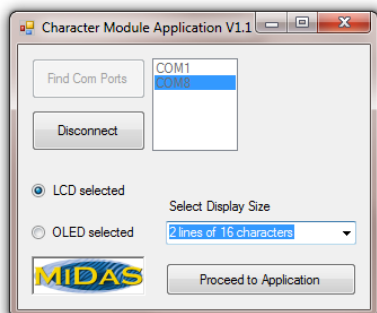 Character Module Application V1.1
Find Com Ports
COM1
COM8
Disconnect
LCD selected
Select Display Size
OLED selected
2 lines of 16 characters
MIDAS
Proceed to Application